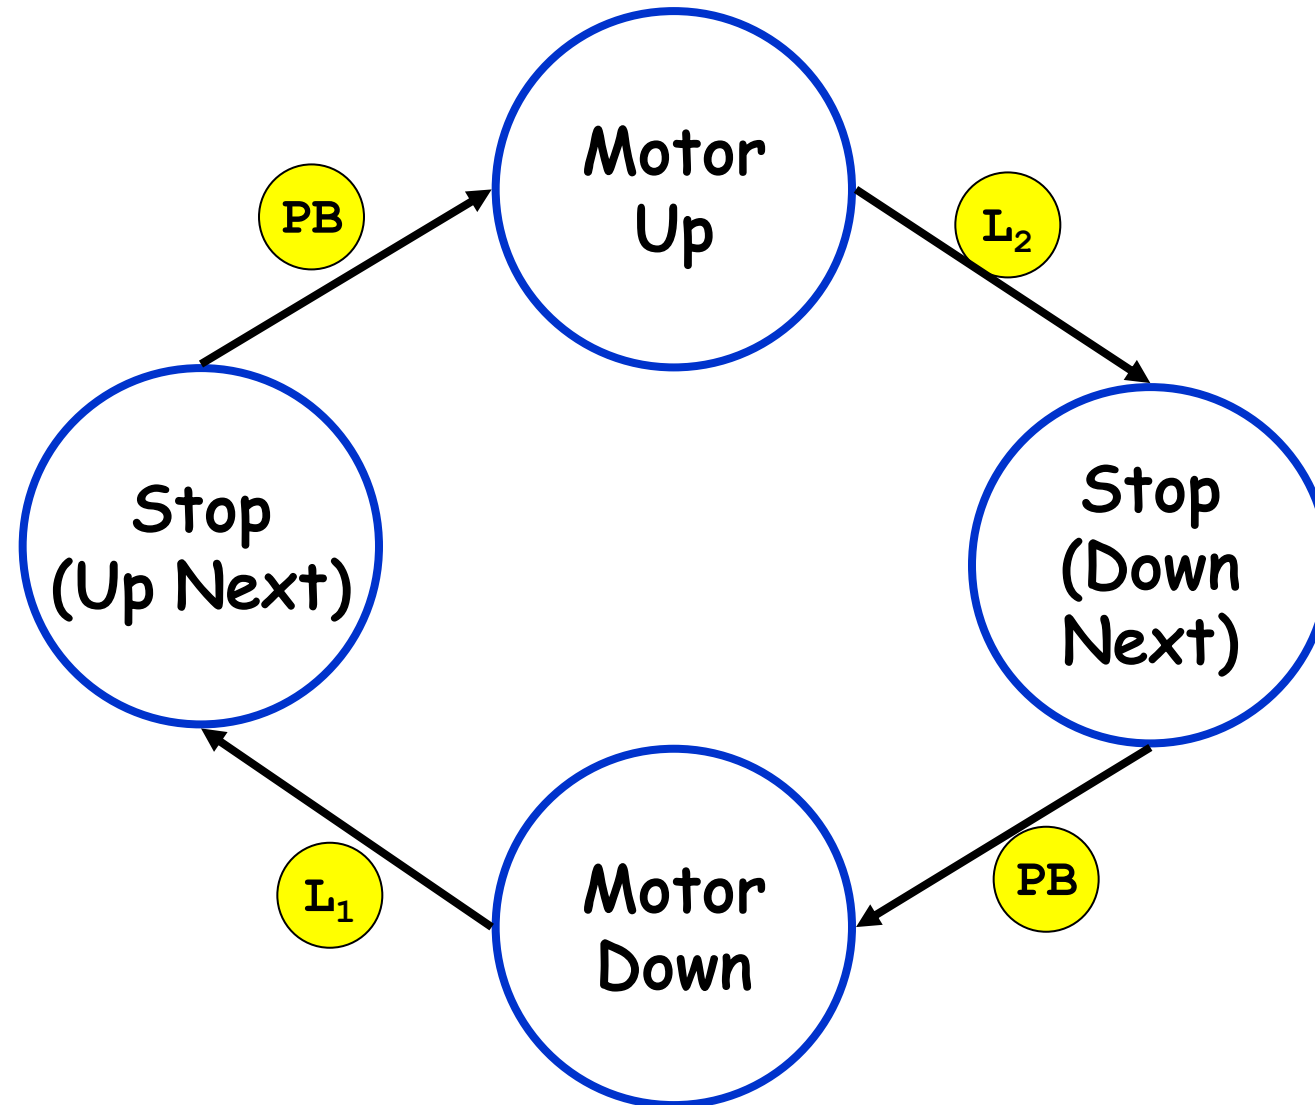 Motor
Up
PB
L₂
Stop
(Up Next)
Stop
(Down
Next)
L₁
Motor
Down
PB